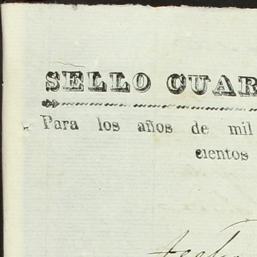 SELLO CUAR
Para los años de mil
cientos